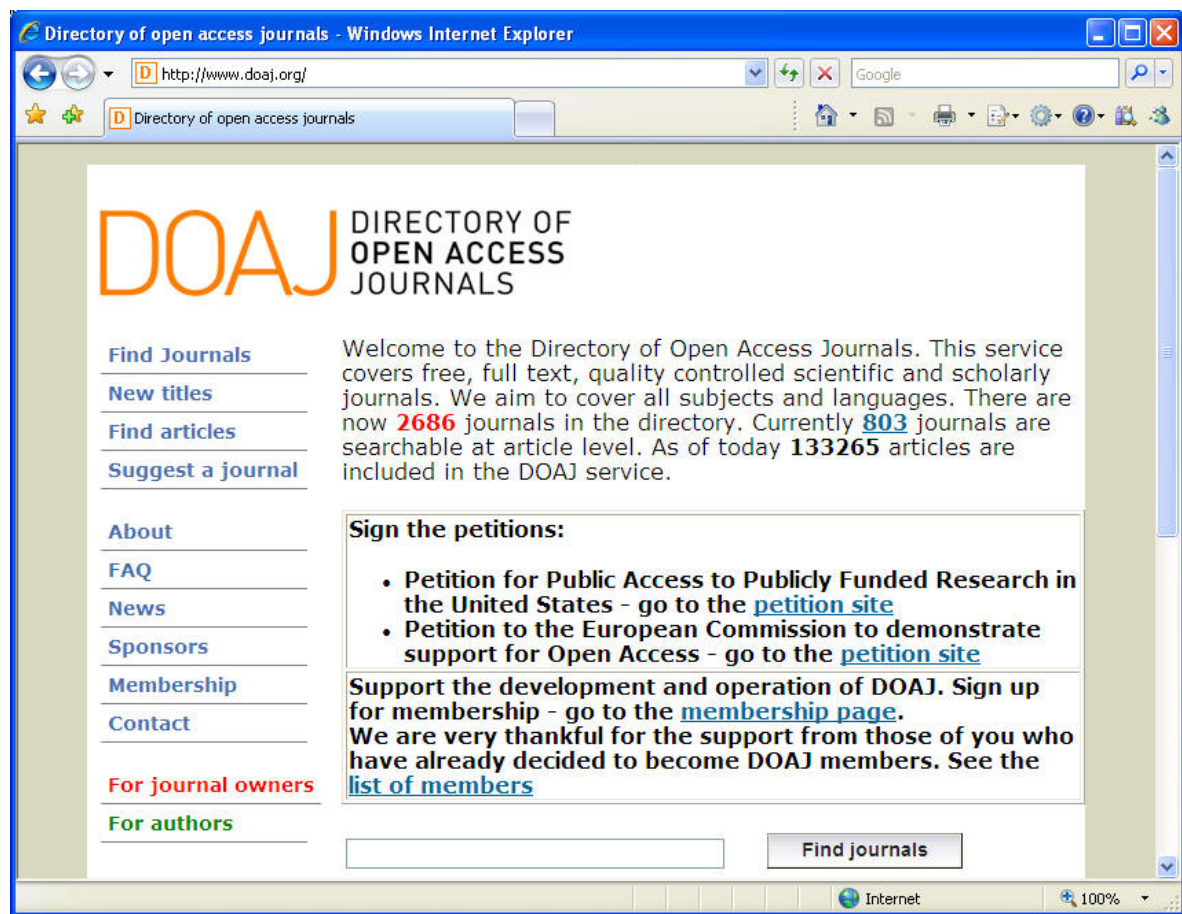 Directory of open access journals - Windows Internet Explorer
D http://www.doaj.org/
Google
D Directory of open access journals
DOAJ
DIRECTORY OF
OPEN ACCESS
JOURNALS
Find Journals
New titles
Find articles
Suggest a journal
About
FAQ
News
Sponsors
Membership
Contact
For journal owners
For authors
Welcome to the Directory of Open Access Journals. This service
covers free, full text, quality controlled scientific and scholarly
journals. We aim to cover all subjects and languages. There are
now 2686 journals in the directory. Currently 803 journals are
searchable at article level. As of today 133265 articles are
included in the DOAJ service.
Sign the petitions:
• Petition for Public Access to Publicly Funded Research in
the United States - go to the petition site
• Petition to the European Commission to demonstrate
support for Open Access - go to the petition site
Support the development and operation of DOAJ. Sign up
for membership - go to the membership page.
We are very thankful for the support from those of you who
have already decided to become DOAJ members. See the
list of members
Find journals
Internet
100%